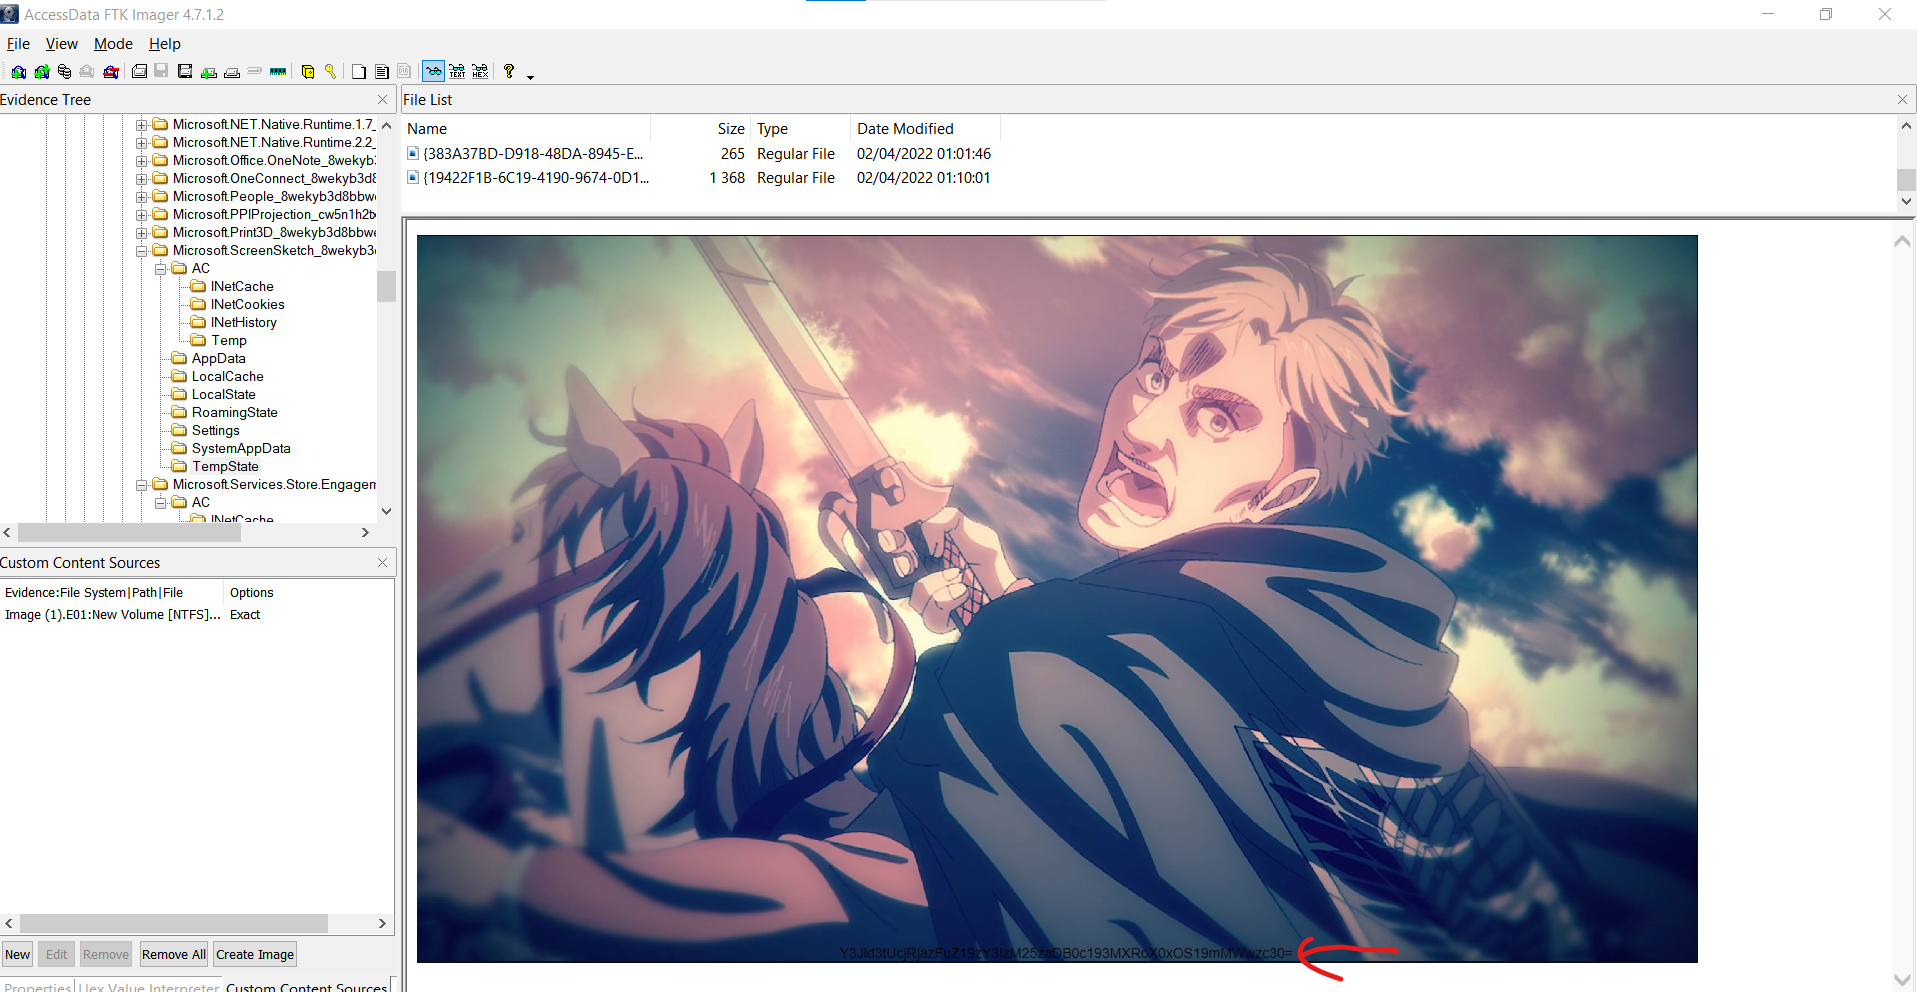 AccessData FTK Imager 4.7.1.2
File View Mode Help
Evidence Tree
Microsoft.NET.Native.Runtime.1.7_
Microsoft.NET.Native.Runtime.2.2_
Microsoft.Office.OneNote_8wekyb3
Microsoft.OneConnect_8wekyb3d8
Microsoft.People_8wekyb3d8bbwe
Microsoft.PPIProjection_cw5n1h2tx
Microsoft.Print3D_8wekyb3d8bbwe
Microsoft.ScreenSketch_8wekyb3d
AC
INetCache
INetCookies
INetHistory
Temp
AppData
LocalCache
LocalState
RoamingState
Settings
SystemAppData
TempState
Microsoft.Services.Store.Engagem
AC
INetCache
Custom Content Sources
Evidence:File System|Path|File Options
Image (1).E01:New Volume [NTFS]... Exact
New Edit Remove Remove All Create Image
Properties Hex Value Interpreter Custom Content Sources
File List
Name Size Type Date Modified
{383A37BD-D918-48DA-8945-E... 265 Regular File 02/04/2022 01:01:46
{19422F1B-6C19-4190-9674-0D1... 1 368 Regular File 02/04/2022 01:10:01